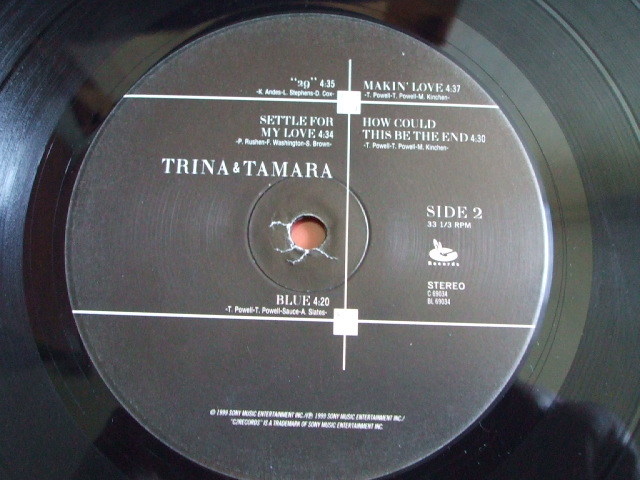 "29" 4:35
-K. Andes-L. Stephens-D. Cox-
SETTLE FOR
MY LOVE 4:34
-P. Rushen-F. Washington-B. Brown-
TRINA & TAMARA
BLUE 4:20
-T. Powell-T. Powell-Sauce-A. Slates-
MAKIN' LOVE 4:37
-T. Powell-T. Powell-M. Kinchen-
HOW COULD
THIS BE THE END 4:30
-T. Powell-T. Powell-M. Kinchen-
SIDE 2
33 1/3 RPM
Records
STEREO
C 69034
BL 69034
© 1999 SONY MUSIC ENTERTAINMENT INC./℗ 1999 SONY MUSIC ENTERTAINMENT INC./
"C2RECORDS" IS A TRADEMARK OF SONY MUSIC ENTERTAINMENT INC.